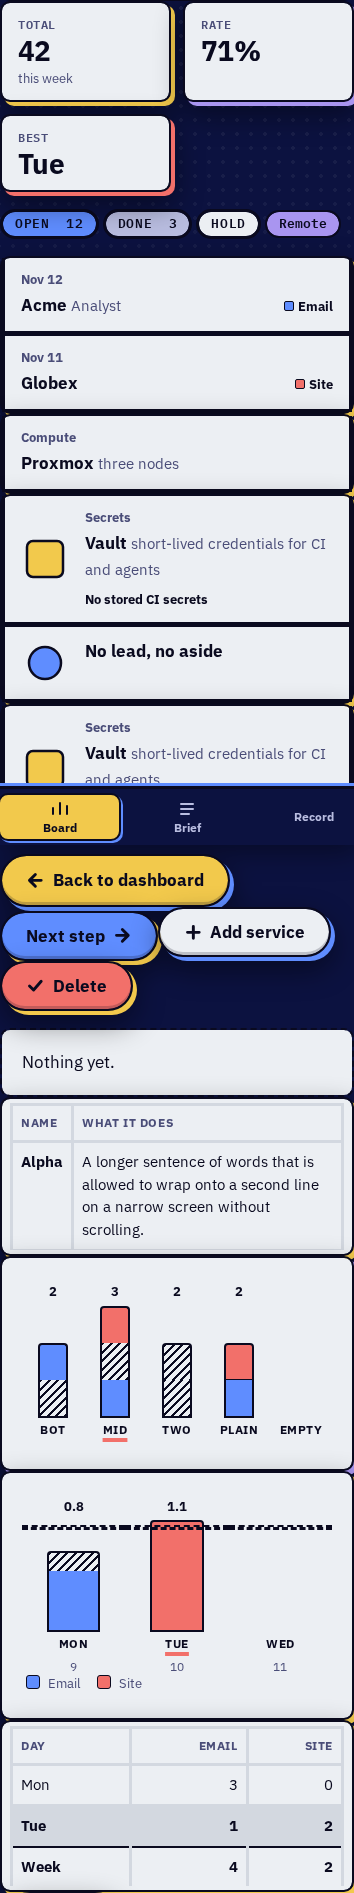 TOTAL
42
this week
RATE
71%
BEST
Tue
OPEN 12 DONE 3 HOLD Remote
Nov 12
Acme Analyst Email
Nov 11
Globex Site
Compute
Proxmox three nodes
Secrets
Vault short-lived credentials for CI
and agents
No stored CI secrets
No lead, no aside
Secrets
Vault short-lived credentials for CI
and agents
Board Brief Record
Back to dashboard
Next step Add service
Delete
Nothing yet.
NAME WHAT IT DOES
Alpha A longer sentence of words that is
allowed to wrap onto a second line
on a narrow screen without
scrolling.
2 3 2 2
BOT MID TWO PLAIN EMPTY
0.8 1.1
MON TUE WED
9 10 11
Email Site
DAY EMAIL SITE
Mon 3 0
Tue 1 2
Week 4 2